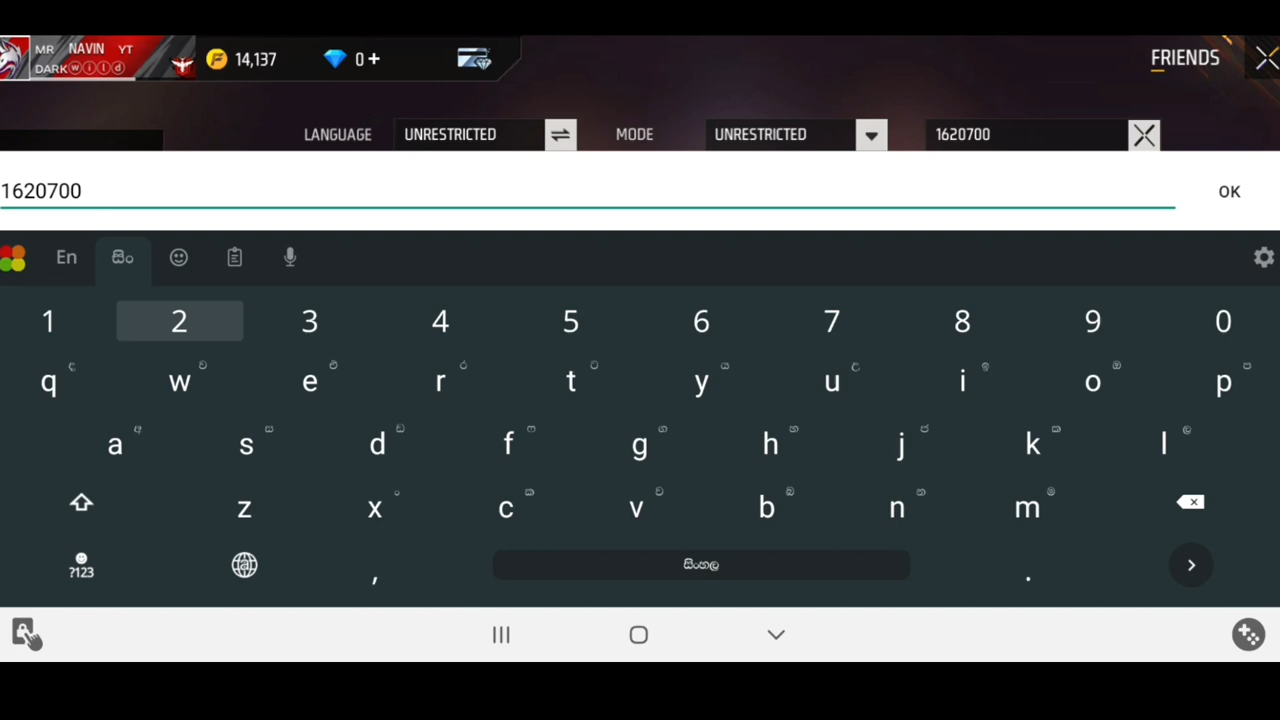 MR NAVIN YT
DARK ⓦⓘⓛⓓ
14,137
0 +
FRIENDS
LANGUAGE UNRESTRICTED MODE UNRESTRICTED 1620700
1620700 OK
En සිං
1 2 3 4 5 6 7 8 9 0
q w e r t y u i o p
a s d f g h j k l
z x c v b n m
?123 , සිංහල .